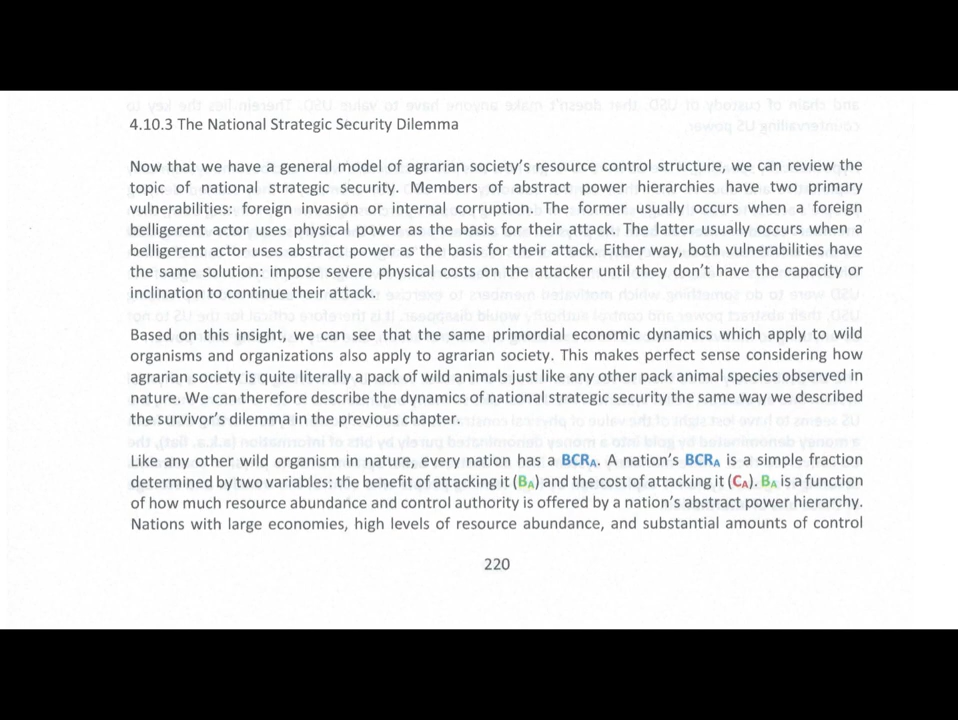 4.10.3 The National Strategic Security Dilemma
Now that we have a general model of agrarian society's resource control structure, we can review the
topic of national strategic security. Members of abstract power hierarchies have two primary
vulnerabilities: foreign invasion or internal corruption. The former usually occurs when a foreign
belligerent actor uses physical power as the basis for their attack. The latter usually occurs when a
belligerent actor uses abstract power as the basis for their attack. Either way, both vulnerabilities have
the same solution: impose severe physical costs on the attacker until they don't have the capacity or
inclination to continue their attack.
Based on this insight, we can see that the same primordial economic dynamics which apply to wild
organisms and organizations also apply to agrarian society. This makes perfect sense considering how
agrarian society is quite literally a pack of wild animals just like any other pack animal species observed in
nature. We can therefore describe the dynamics of national strategic security the same way we described
the survivor's dilemma in the previous chapter.
Like any other wild organism in nature, every nation has a BCRA. A nation's BCRA is a simple fraction
determined by two variables: the benefit of attacking it (BA) and the cost of attacking it (CA). BA is a function
of how much resource abundance and control authority is offered by a nation's abstract power hierarchy.
Nations with large economies, high levels of resource abundance, and substantial amounts of control
220